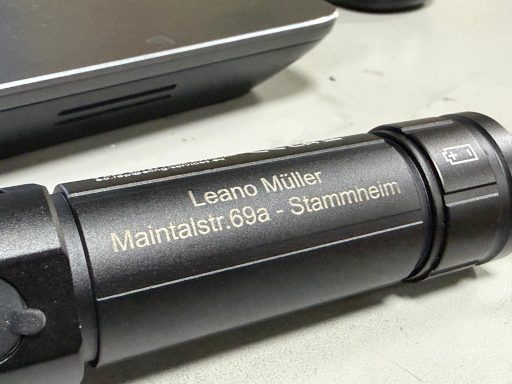 Leano Müller
Maintalstr.69a - Stammheim